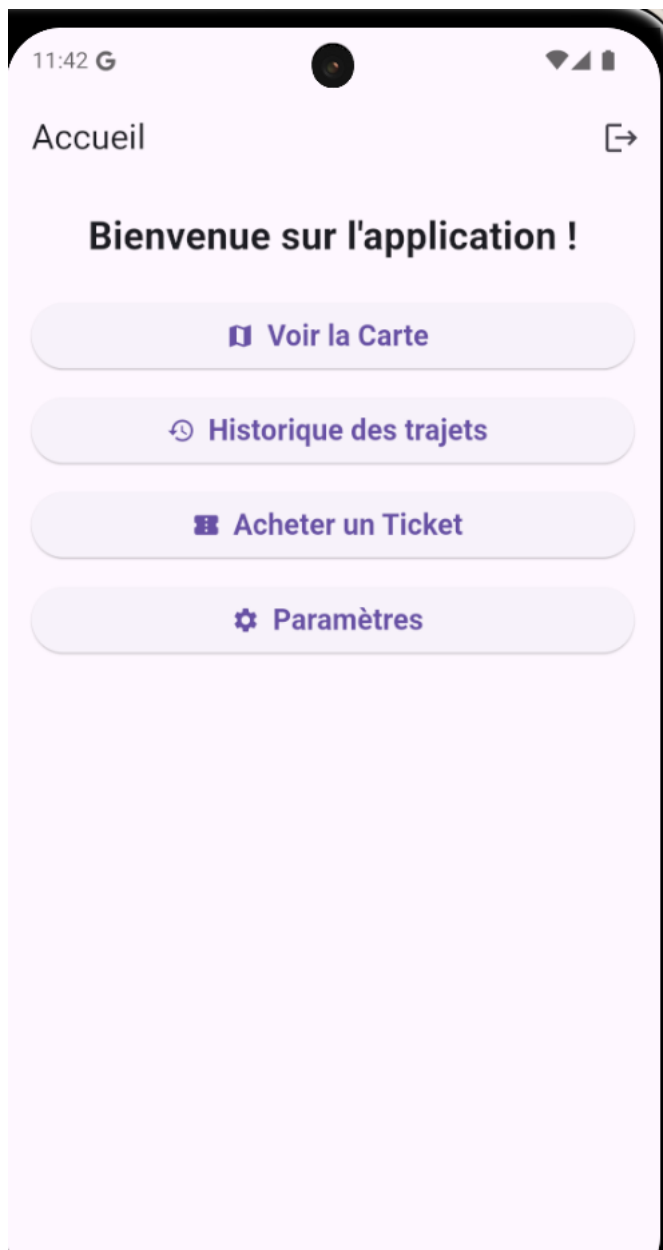 11:42 G
Accueil
Bienvenue sur l'application !
Voir la Carte
Historique des trajets
Acheter un Ticket
Paramètres